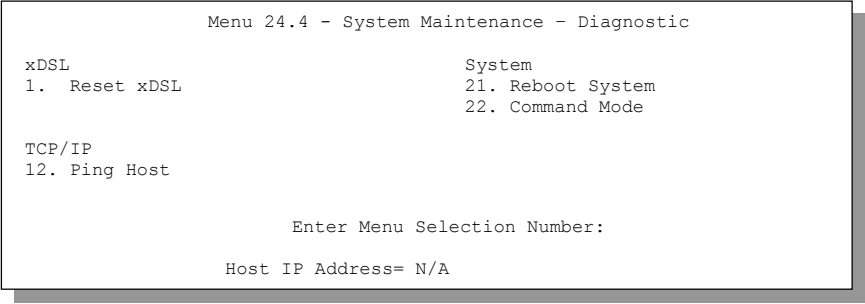 Menu 24.4 - System Maintenance – Diagnostic
xDSL                                          System
1.  Reset xDSL                                21. Reboot System
                                              22. Command Mode
TCP/IP
12. Ping Host
Enter Menu Selection Number:
Host IP Address= N/A